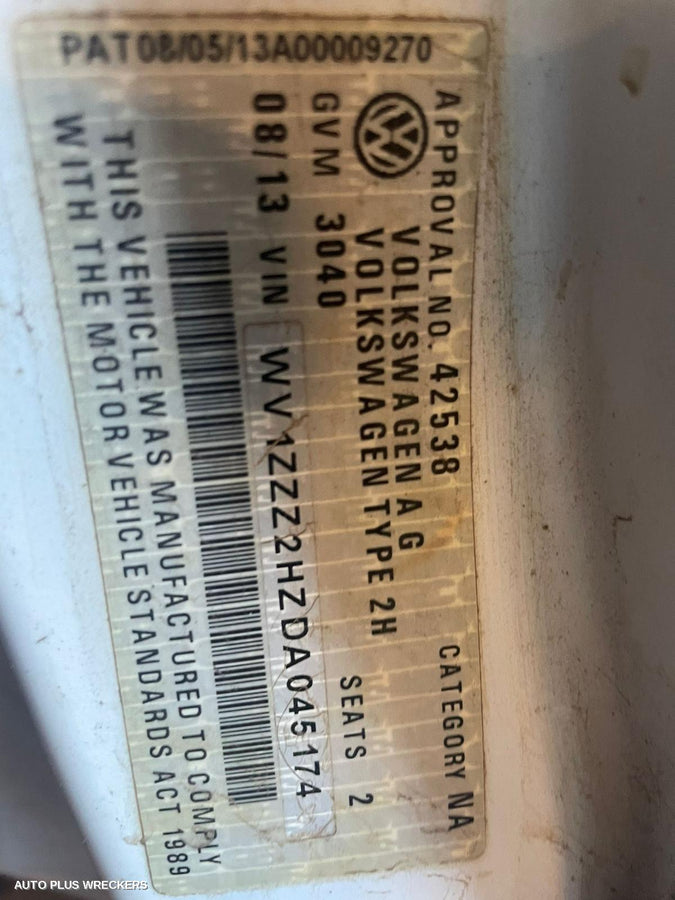 PAT08/05/13A00009270
APPROVAL NO. 42538 CATEGORY NA
VOLKSWAGEN AG
VOLKSWAGEN TYPE 2H
GVM 3040 SEATS 2
08/13 VIN WV1ZZZ2HZDA045174
THIS VEHICLE WAS MANUFACTURED TO COMPLY
WITH THE MOTOR VEHICLE STANDARDS ACT 1989
AUTO PLUS WRECKERS